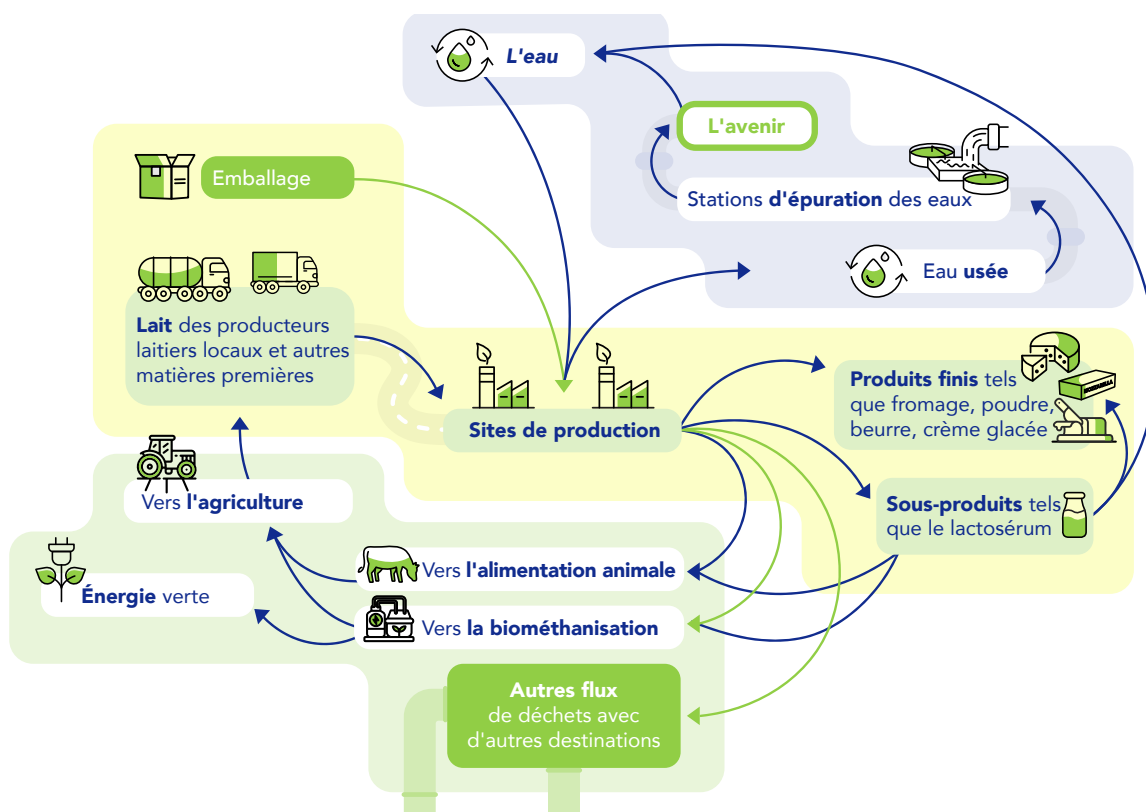 L'eau
L'avenir
Emballage
Stations d'épuration des eaux
Eau usée
Lait des producteurs
laitiers locaux et autres
matières premières
Produits finis tels
que fromage, poudre,
beurre, crème glacée
MOZZARELLA
Sites de production
Vers l'agriculture
Sous-produits tels
que le lactosérum
Vers l'alimentation animale
Énergie verte
Vers la biométhanisation
Autres flux
de déchets avec
d'autres destinations